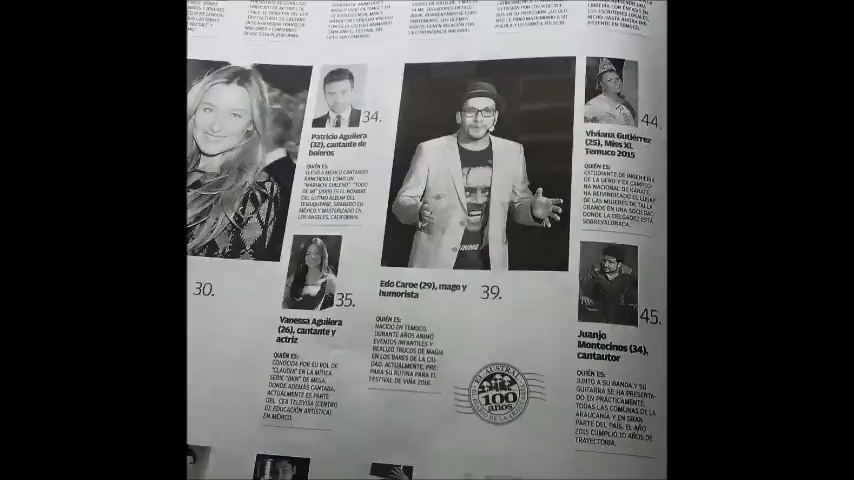 30.
34.
Patricio Aguilera
(32), cantante de
boleros
QUIÉN ES:
LLEGÓ A MÉXICO CANTANDO
RANCHERAS COMO UN
"MARIACHI CHILENO". "TODO
DE MÍ" (2015) ES EL NOMBRE
DEL ÚLTIMO ÁLBUM DEL
TEMUQUENSE, GRABADO EN
MÉXICO Y MASTERIZADO EN
LOS ÁNGELES, CALIFORNIA.
35.
Vanessa Aguilera
(26), cantante y
actriz
QUIÉN ES:
CONOCIDA POR SU ROL DE
"CLAUDIA" EN LA MÍTICA
SERIE "BKN" DE MEGA,
DONDE ADEMÁS CANTABA,
ACTUALMENTE ES PARTE
DEL CEA TELEVISA (CENTRO
DE EDUCACIÓN ARTÍSTICA)
EN MÉXICO.
Edo Caroe (29), mago y
humorista
39.
QUIÉN ES:
NACIDO EN TEMUCO,
DURANTE AÑOS ANIMÓ
EVENTOS INFANTILES Y
REALIZÓ TRUCOS DE MAGIA
EN LOS BARES DE LA CIU-
DAD. ACTUALMENTE, PRE-
PARA SU RUTINA PARA EL
FESTIVAL DE VIÑA 2016.
EL AUSTRAL
100
años
44.
Viviana Gutiérrez
(25), Miss XL
Temuco 2015
QUIÉN ES:
ESTUDIANTE DE INGENIERÍA
DE LA UFRO Y EX CAMPEO-
NA NACIONAL DE KARATE,
HA REIVINDICADO EL LUGAR
DE LAS MUJERES DE TALLA
GRANDE EN UNA SOCIEDAD
DONDE LA DELGADEZ ESTÁ
SOBREVALORADA.
45.
Juanjo
Montecinos (34),
cantautor
QUIÉN ES:
JUNTO A SU BANDA Y SU
GUITARRA SE HA PRESENTA-
DO EN PRÁCTICAMENTE
TODAS LAS COMUNAS DE LA
ARAUCANÍA Y EN GRAN
PARTE DEL PAÍS. EL AÑO
2015 CUMPLIÓ 10 AÑOS DE
TRAYECTORIA.